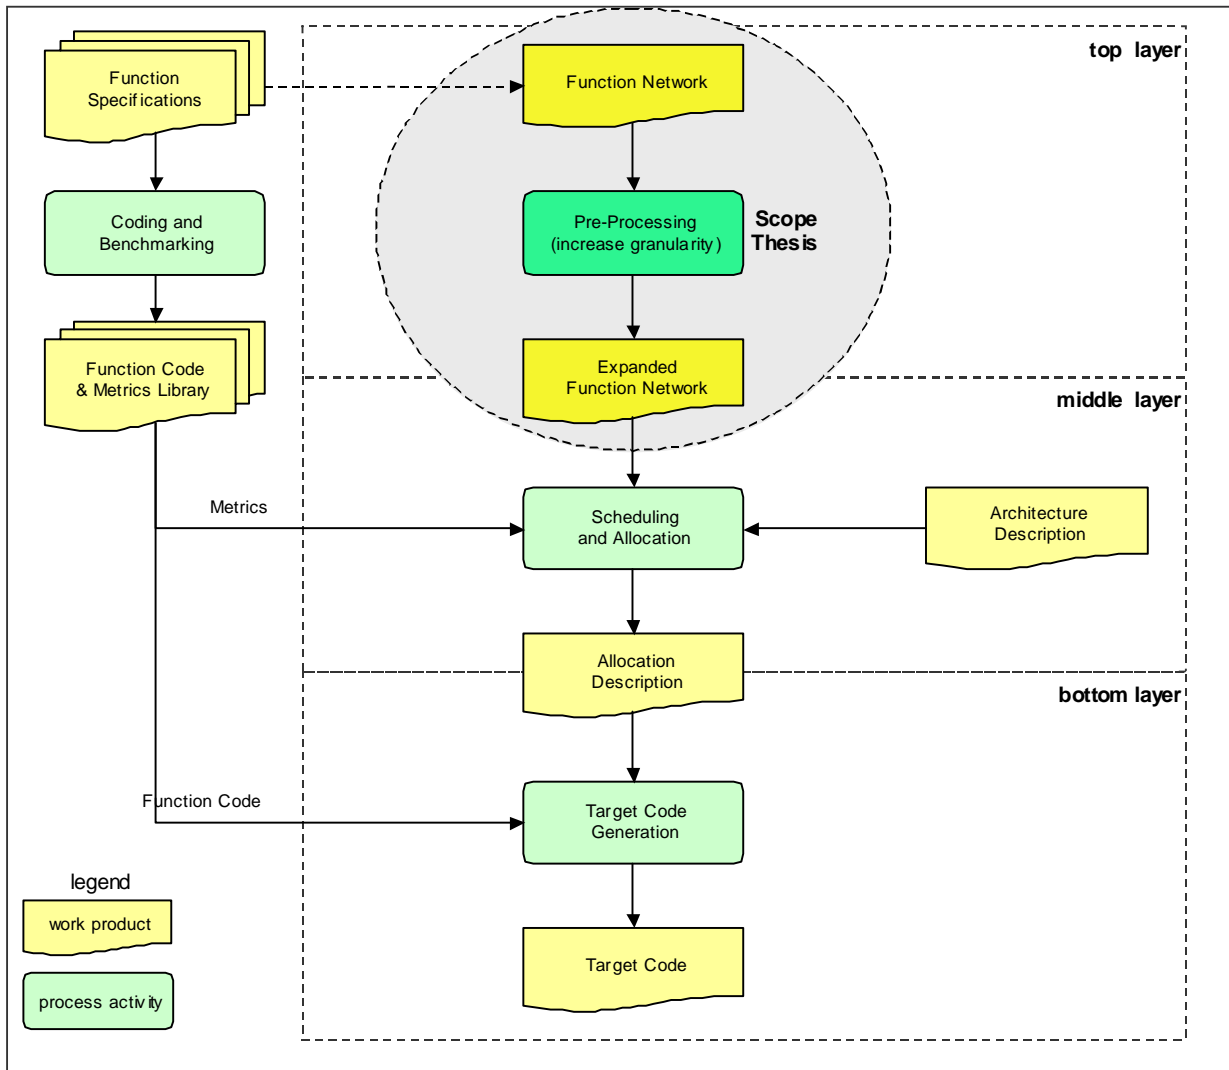 top layer
Function
Specifications
Function Network
Coding and
Benchmarking
Pre-Processing
(increase granularity)
Scope
Thesis
Function Code
& Metrics Library
Expanded
Function Network
middle layer
Metrics
Scheduling
and Allocation
Architecture
Description
Allocation
Description
bottom layer
Function Code
Target Code
Generation
legend
work product
Target Code
process activity